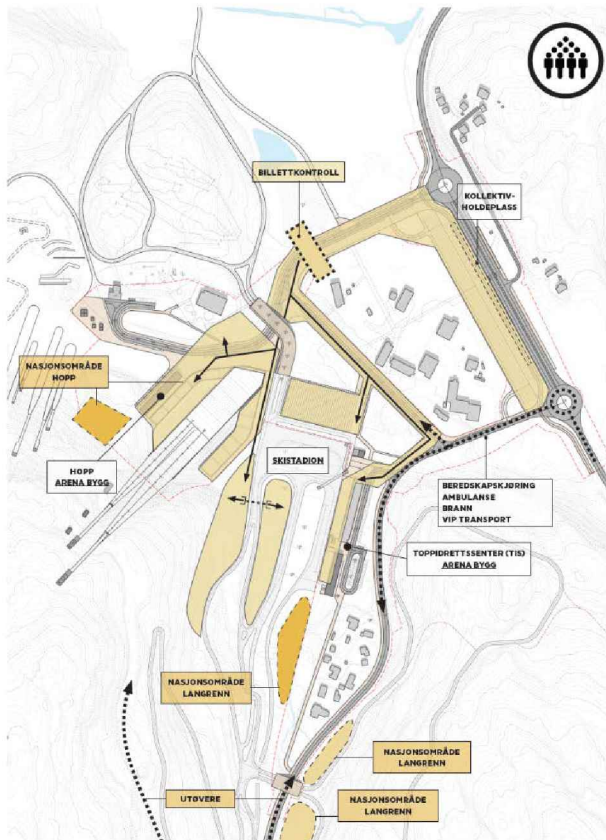 BILLETTKONTROLL
KOLLEKTIV-
HOLDEPLASS
NASJONSOMRÅDE
HOPP
HOPP
ARENA BYGG
SKISTADION
BEREDSKAPSKJØRING
AMBULANSE
BRANN
VIP TRANSPORT
TOPPIDRETTSSENTER (TIS)
ARENA BYGG
NASJONSOMRÅDE
LANGRENN
NASJONSOMRÅDE
LANGRENN
UTØVERE
NASJONSOMRÅDE
LANGRENN